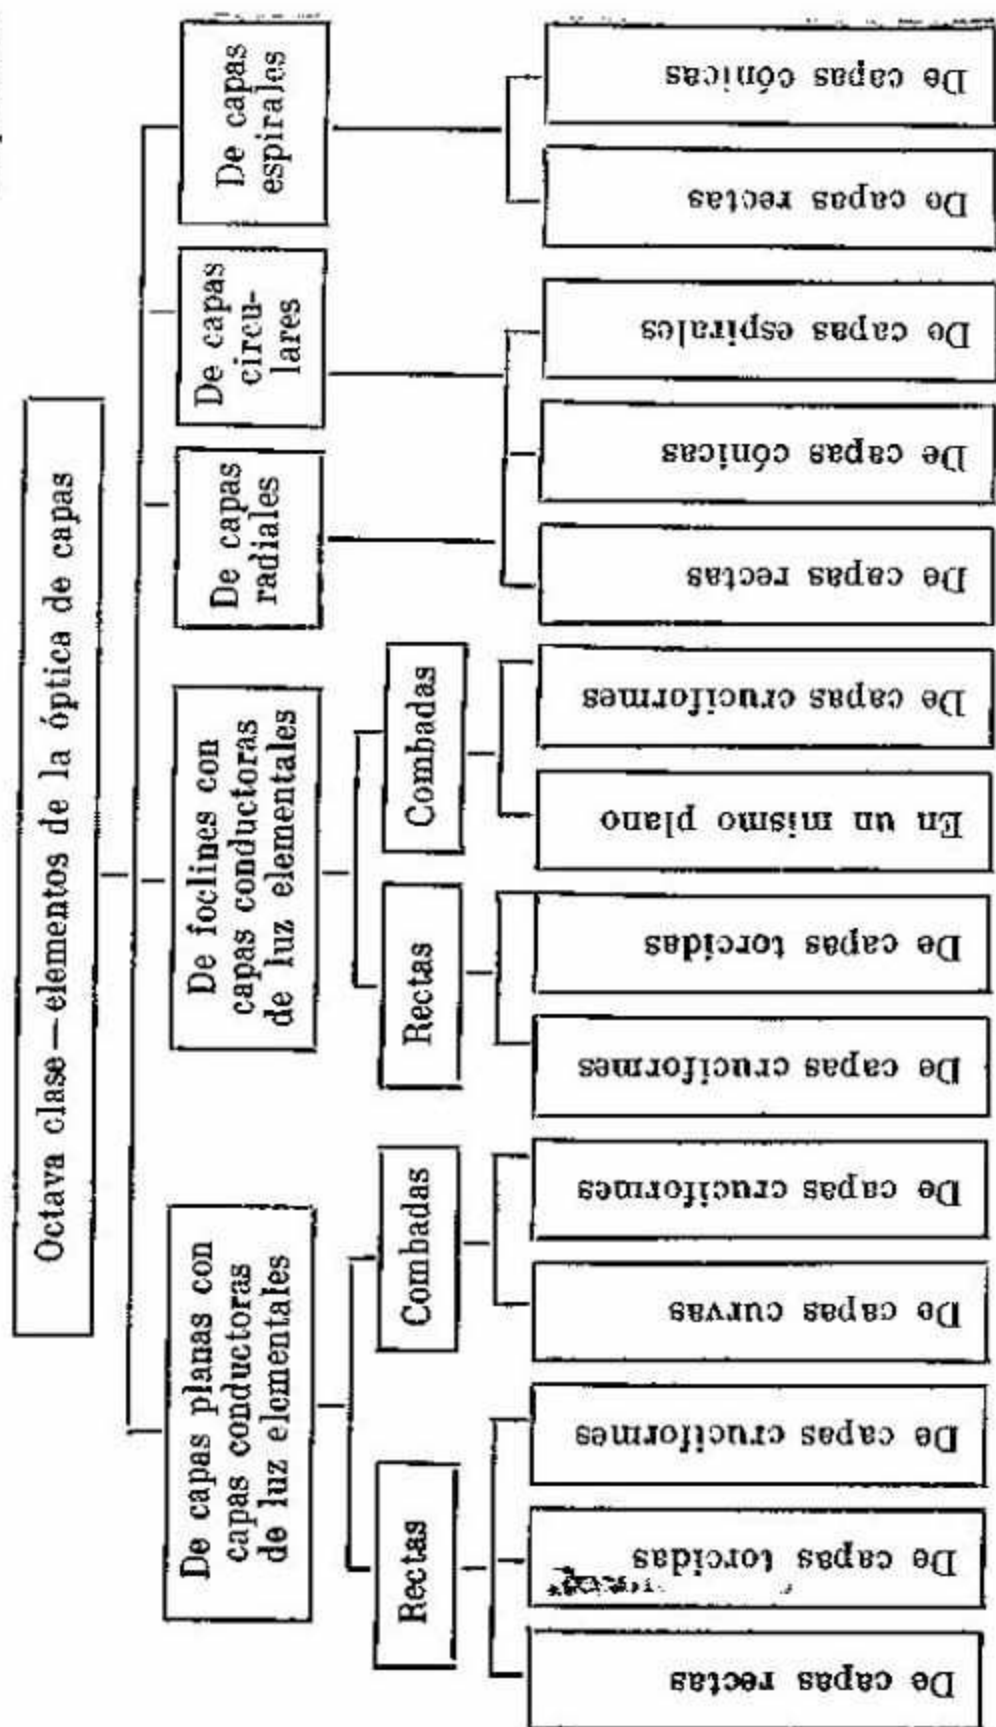 Octava clase—elementos de la óptica de capas
De capas planas con
capas conductoras
de luz elementales
De foclines con
capas conductoras
de luz elementales
De capas
radiales
De capas
circu-
lares
De capas
espirales
Rectas
Combadas
Rectas
Combadas
De capas rectas
De capas torcidas
De capas cruciformes
De capas curvas
De capas cruciformes
De capas cruciformes
De capas torcidas
En un mismo plano
De capas cruciformes
De capas rectas
De capas cónicas
De capas espirales
De capas rectas
De capas cónicas